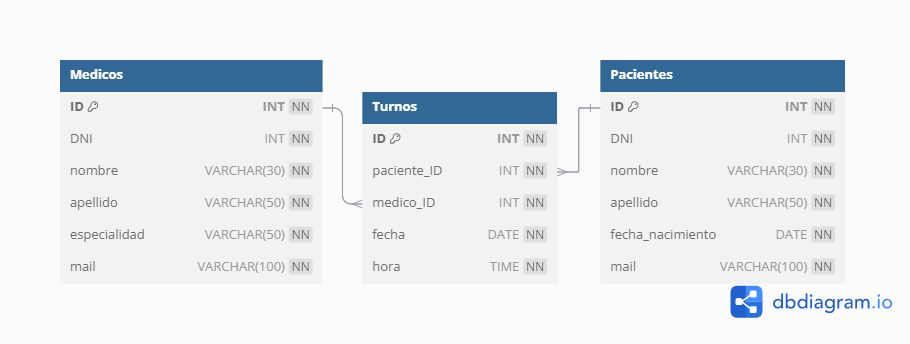 Medicos
ID INT NN
DNI INT NN
nombre VARCHAR(30) NN
apellido VARCHAR(50) NN
especialidad VARCHAR(50) NN
mail VARCHAR(100) NN
Turnos
ID INT NN
paciente_ID INT NN
medico_ID INT NN
fecha DATE NN
hora TIME NN
Pacientes
ID INT NN
DNI INT NN
nombre VARCHAR(30) NN
apellido VARCHAR(50) NN
fecha_nacimiento DATE NN
mail VARCHAR(100) NN
dbdiagram.io